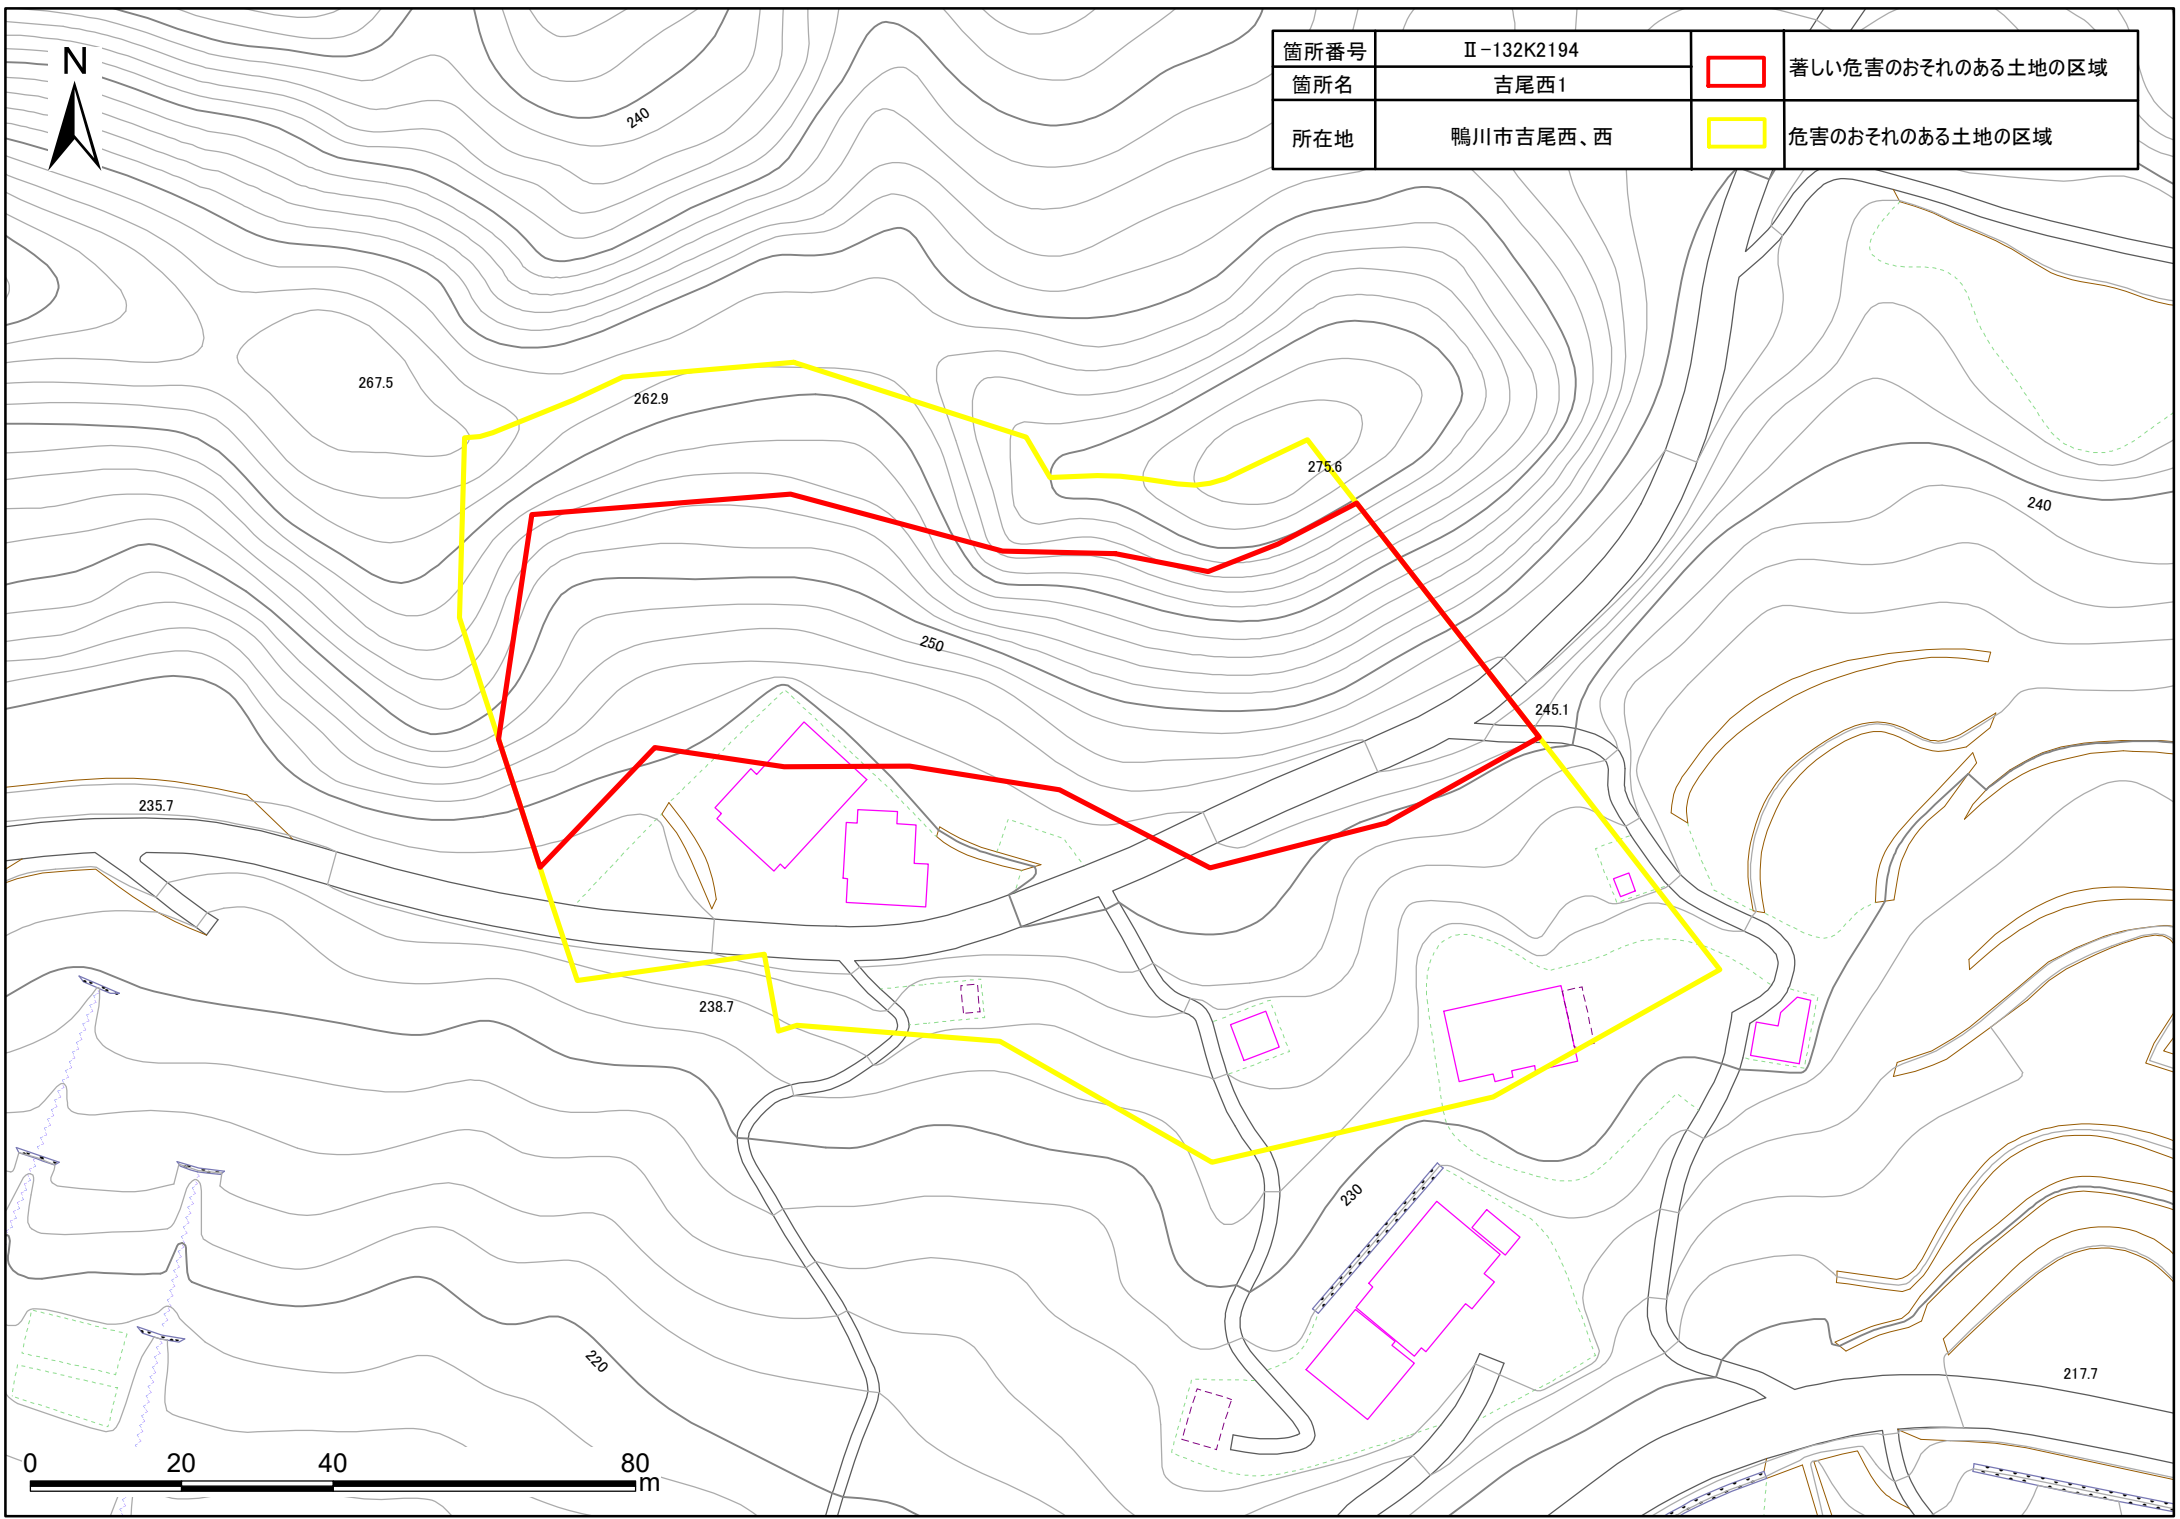 N
箇所番号 Ⅱ-132K2194
箇所名 吉尾西1
所在地 鴨川市吉尾西、西
著しい危害のおそれのある土地の区域
危害のおそれのある土地の区域
240
267.5
262.9
275.6
240
250
245.1
235.7
238.7
230
220
217.7
0 20 40 80
m